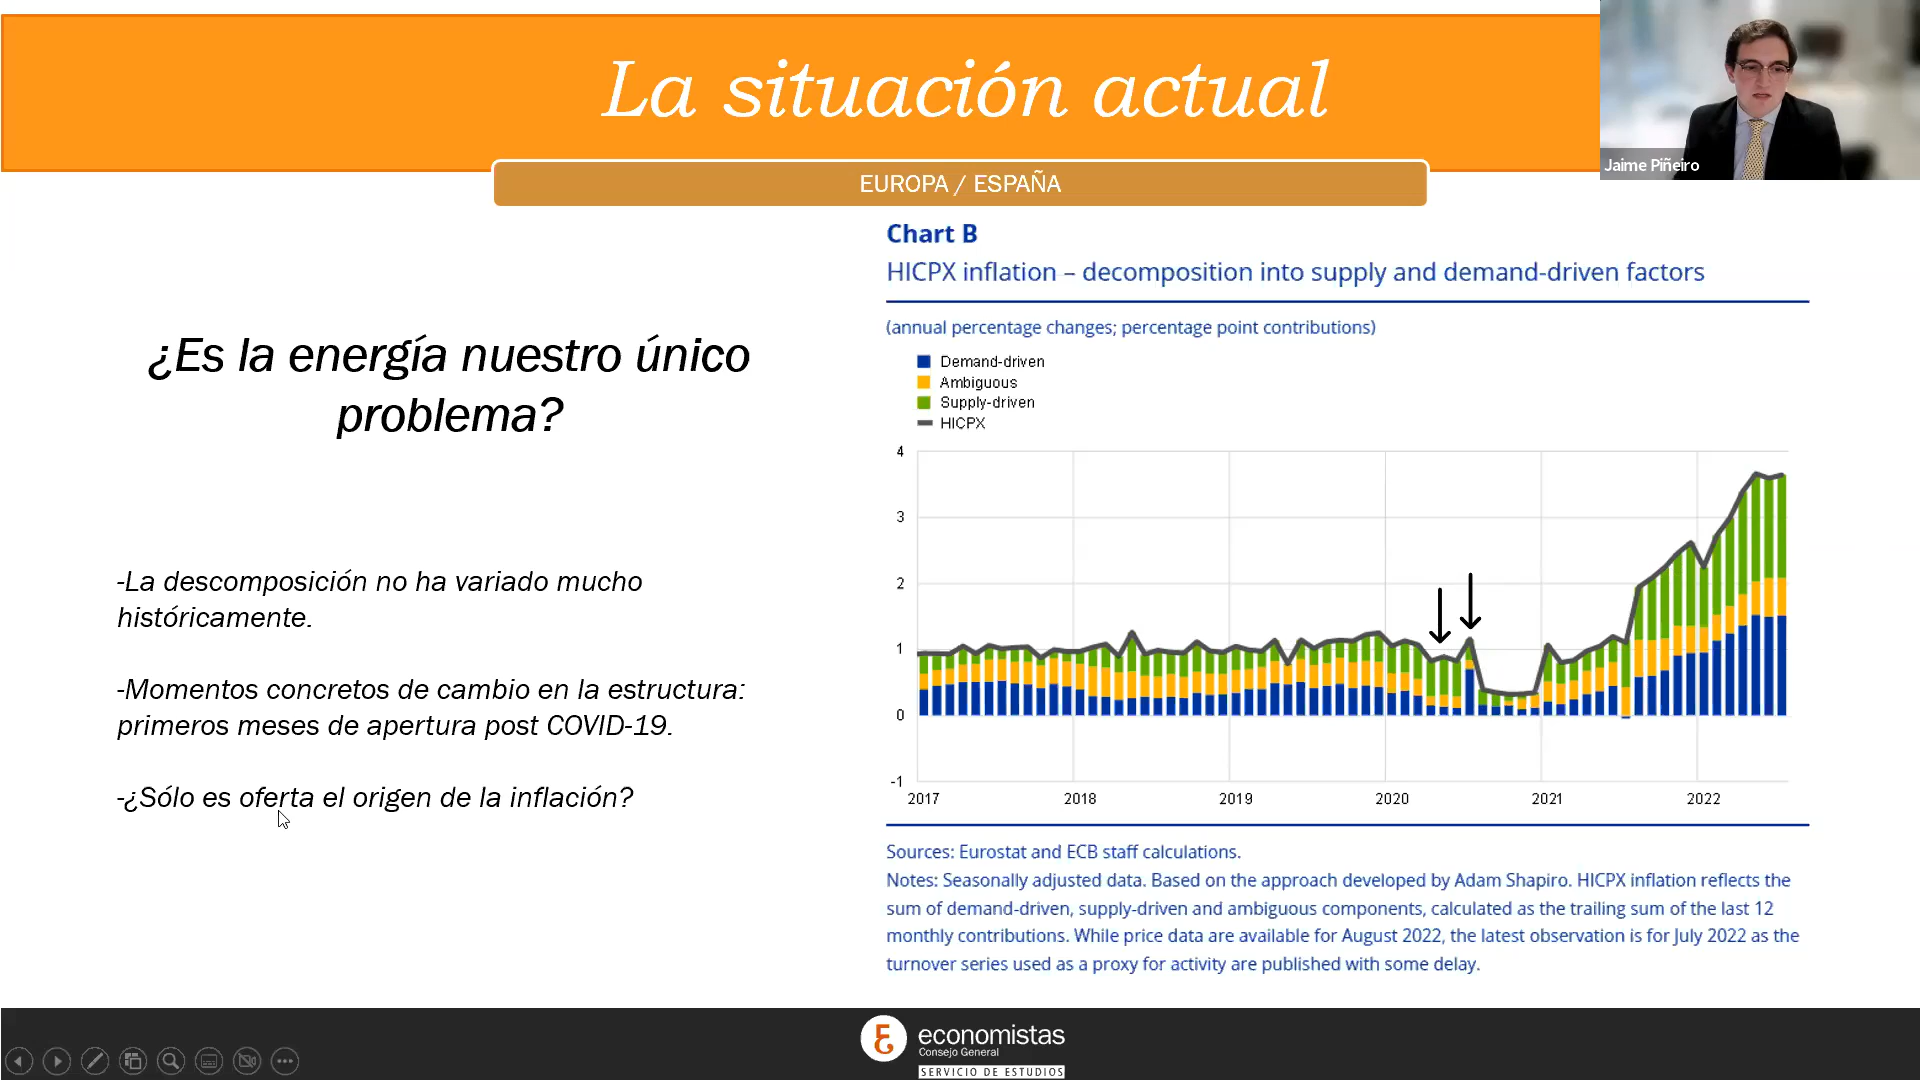 La situación actual
Jaime Piñeiro
EUROPA / ESPAÑA
¿Es la energía nuestro único
problema?
-La descomposición no ha variado mucho
históricamente.
-Momentos concretos de cambio en la estructura:
primeros meses de apertura post COVID-19.
-¿Sólo es oferta el origen de la inflación?
Chart B
HICPX inflation – decomposition into supply and demand-driven factors
(annual percentage changes; percentage point contributions)
Demand-driven
Ambiguous
Supply-driven
HICPX
4
3
2
1
0
-1
2017 2018 2019 2020 2021 2022
Sources: Eurostat and ECB staff calculations.
Notes: Seasonally adjusted data. Based on the approach developed by Adam Shapiro. HICPX inflation reflects the
sum of demand-driven, supply-driven and ambiguous components, calculated as the trailing sum of the last 12
monthly contributions. While price data are available for August 2022, the latest observation is for July 2022 as the
turnover series used as a proxy for activity are published with some delay.
economistas
Consejo General
SERVICIO DE ESTUDIOS